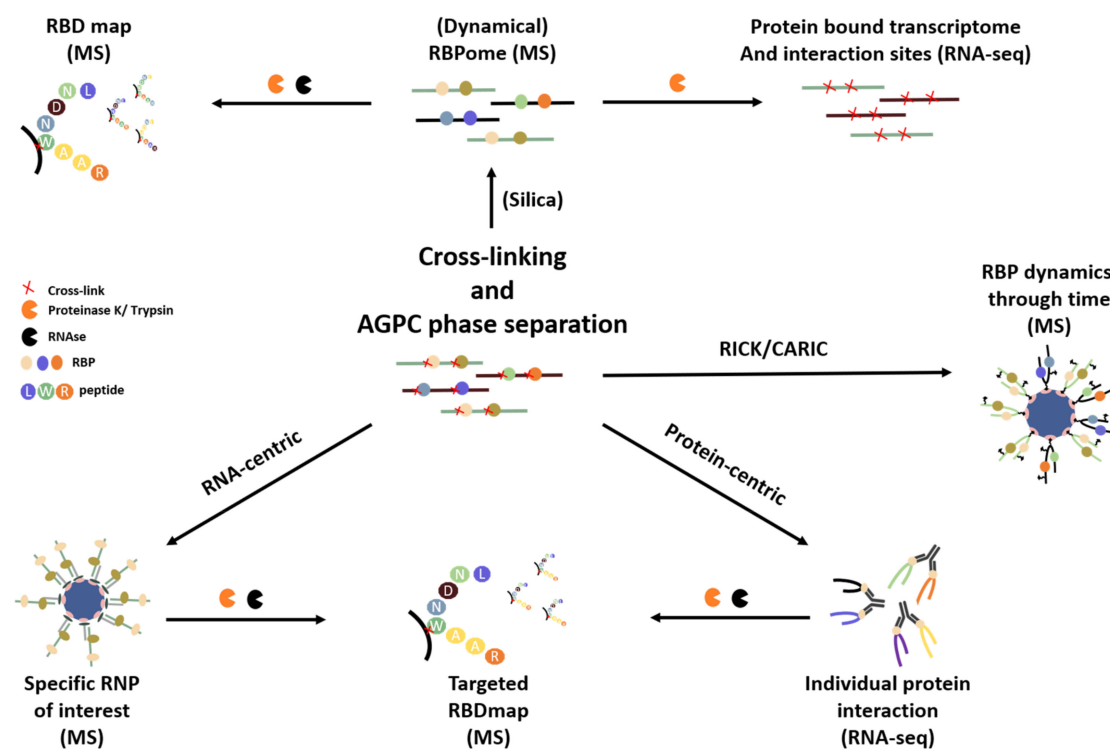 RBD map
(MS)
(Dynamical)
RBPome (MS)
Protein bound transcriptome
And interaction sites (RNA-seq)
L
N
D
N
W
A
A
R
(Silica)
Cross-linking
and
AGPC phase separation
Cross-link
Proteinase K/ Trypsin
RNAse
RBP
L W R peptide
RBP dynamics
through time
(MS)
RICK/CARIC
RNA-centric
Protein-centric
L
N
D
N
W
A
A
R
Specific RNP
of interest
(MS)
Targeted
RBDmap
(MS)
Individual protein
interaction
(RNA-seq)